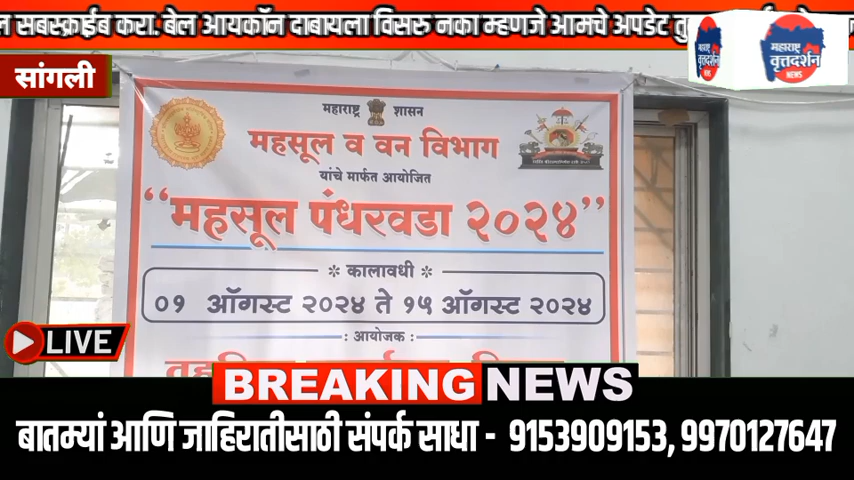 सबस्क्राईब करा. बेल आयकॉन दाबायला विसरु नका म्हणजे आमचे अपडेट
महाराष्ट्र
वृत्तदर्शन
NEWS
सांगली
महाराष्ट्र शासन
महसूल व वन विभाग
यांचे मार्फत आयोजित
“महसूल पंधरवडा २०२४”
* कालावधी *
०१ ऑगस्ट २०२४ ते १५ ऑगस्ट २०२४
: आयोजक :
LIVE
BREAKING NEWS
बातम्यां आणि जाहिरातीसाठी संपर्क साधा - 9153909153, 9970127647